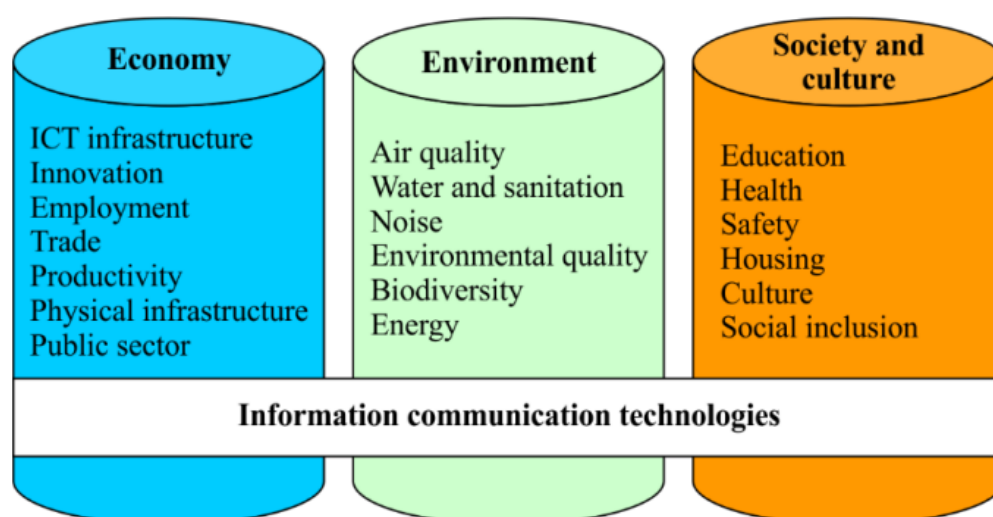 Economy
ICT infrastructure
Innovation
Employment
Trade
Productivity
Physical infrastructure
Public sector
Environment
Air quality
Water and sanitation
Noise
Environmental quality
Biodiversity
Energy
Society and
culture
Education
Health
Safety
Housing
Culture
Social inclusion
Information communication technologies